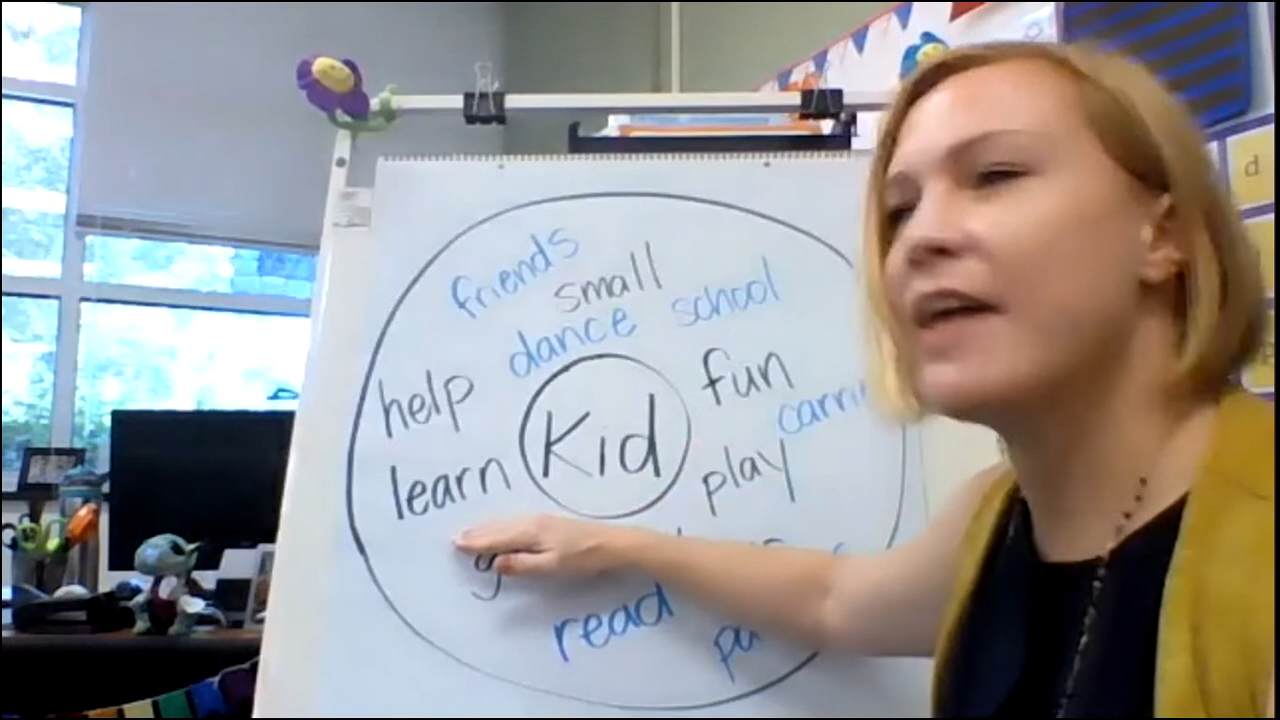 friends
small
dance school
help
fun
Kid
learn
play
read
d